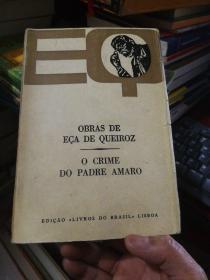 EQ
OBRAS DE
EÇA DE QUEIROZ
O CRIME
DO PADRE AMARO
EDIÇÃO «LIVROS DO BRASIL» LISBOA